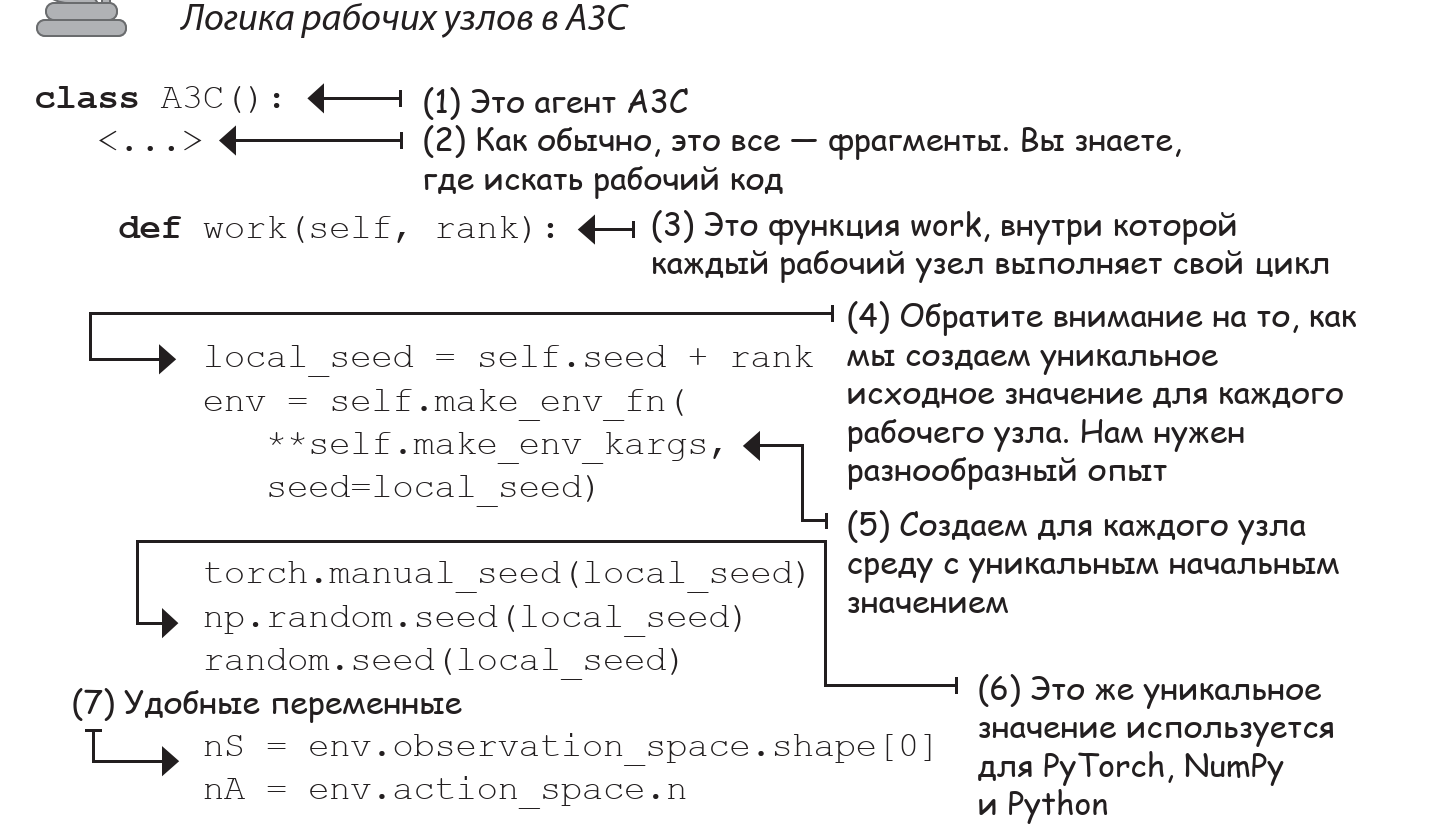 Логика рабочих узлов в A3C
class A3C():
(1) Это агент A3C
<...>
(2) Как обычно, это все — фрагменты. Вы знаете,
где искать рабочий код
def work(self, rank):
(3) Это функция work, внутри которой
каждый рабочий узел выполняет свой цикл
(4) Обратите внимание на то, как
мы создаем уникальное
исходное значение для каждого
рабочего узла. Нам нужен
разнообразный опыт
local_seed = self.seed + rank
env = self.make_env_fn(
**self.make_env_kargs,
seed=local_seed)
(5) Создаем для каждого узла
среду с уникальным начальным
значением
torch.manual_seed(local_seed)
np.random.seed(local_seed)
random.seed(local_seed)
(6) Это же уникальное
значение используется
для PyTorch, NumPy
и Python
(7) Удобные переменные
nS = env.observation_space.shape[0]
nA = env.action_space.n